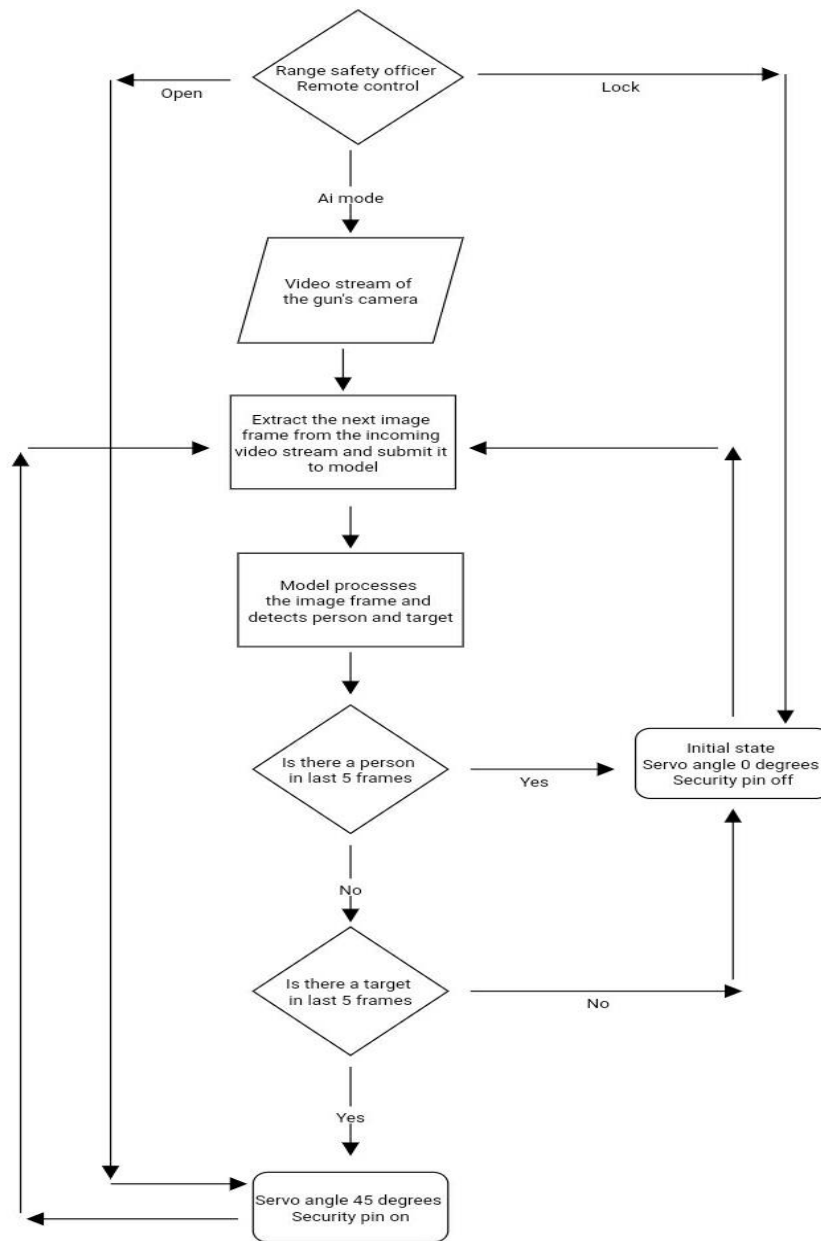 Range safety officer
Remote control
Open
Lock
Ai mode
Video stream of
the gun's camera
Extract the next image
frame from the incoming
video stream and submit it
to model
Model processes
the image frame and
detects person and target
Is there a person
in last 5 frames
Yes
Initial state
Servo angle 0 degrees
Security pin off
No
Is there a target
in last 5 frames
No
Yes
Servo angle 45 degrees
Security pin on